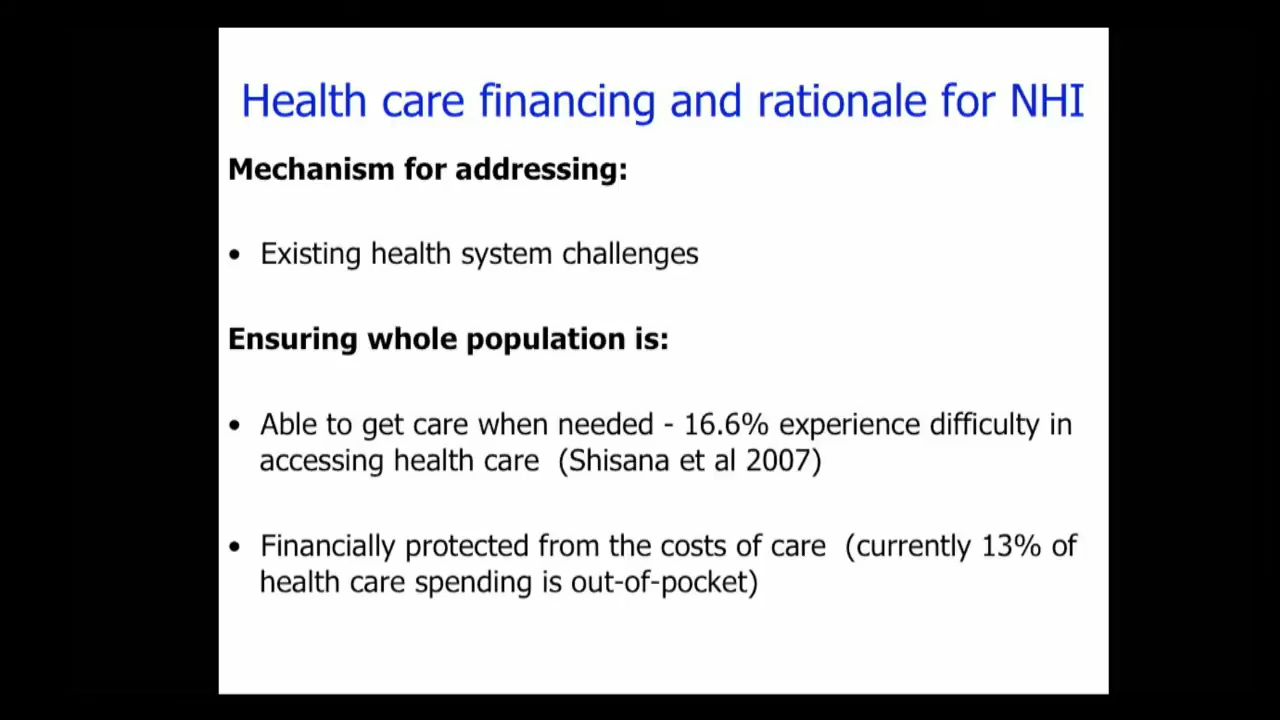 Health care financing and rationale for NHI
Mechanism for addressing:
• Existing health system challenges
Ensuring whole population is:
• Able to get care when needed - 16.6% experience difficulty in
accessing health care  (Shisana et al 2007)
• Financially protected from the costs of care  (currently 13% of
health care spending is out-of-pocket)